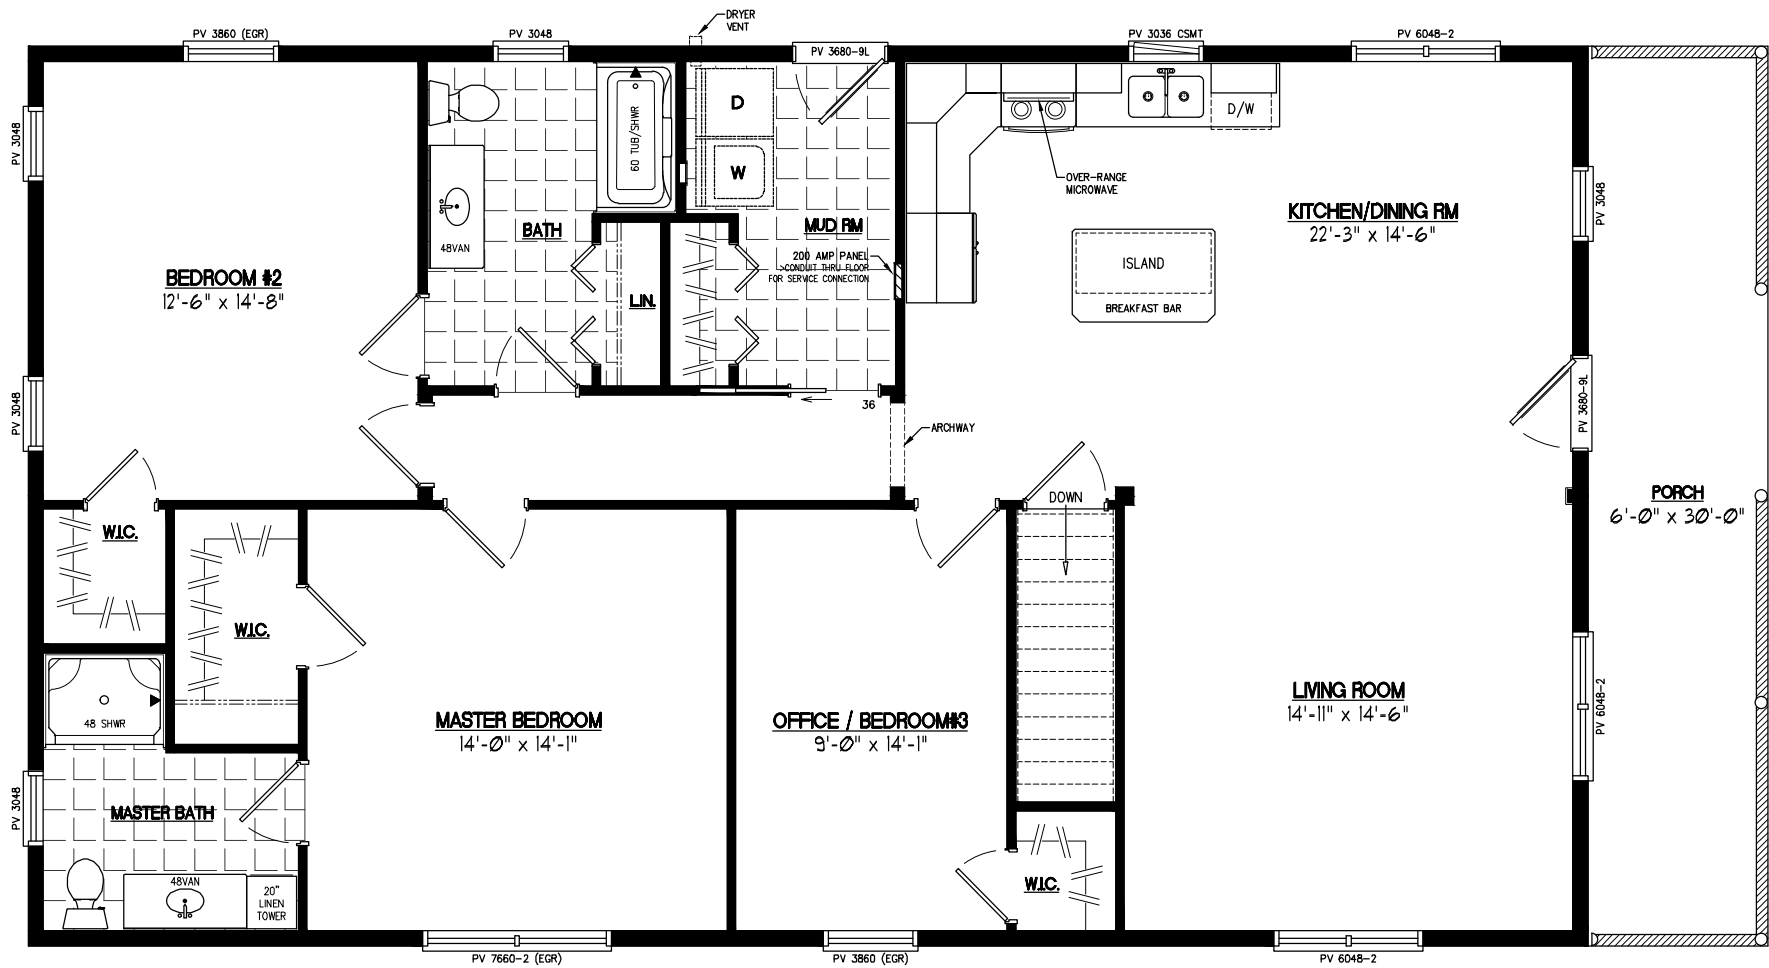 DRYER
VENT
PV 3860 (EGR)
PV 3048
PV 3680-9L
PV 3036 CSMT
PV 6048-2
PV 3048
D
W
60 TUB/SHWR
D/W
OVER-RANGE
MICROWAVE
PV 3048
KITCHEN/DINING RM
22'-3" x 14'-6"
BATH
48VAN
MUD RM
200 AMP PANEL
>CONDUIT THRU FLOOR
FOR SERVICE CONNECTION
ISLAND
BREAKFAST BAR
BEDROOM #2
12'-6" x 14'-8"
LIN.
PV 3048
36
ARCHWAY
PV 3680-9L
DOWN
PORCH
6'-0" x 30'-0"
W.I.C.
W.I.C.
48 SHWR
MASTER BEDROOM
14'-0" x 14'-1"
OFFICE / BEDROOM#3
9'-0" x 14'-1"
LIVING ROOM
14'-11" x 14'-6"
PV 6048-2
PV 3048
MASTER BATH
48VAN
20"
LINEN
TOWER
W.I.C.
PV 7660-2 (EGR)
PV 3860 (EGR)
PV 6048-2